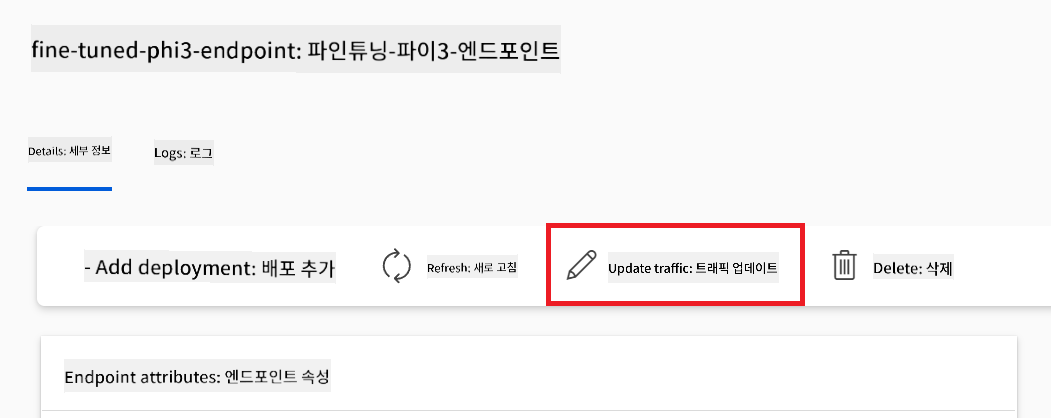 fine-tuned-phi3-endpoint: 파인튜닝-파이3-엔드포인트
Details: 세부 정보
Logs: 로그
- Add deployment: 배포 추가
Refresh: 새로 고침
Update traffic: 트래픽 업데이트
Delete: 삭제
Endpoint attributes: 엔드포인트 속성